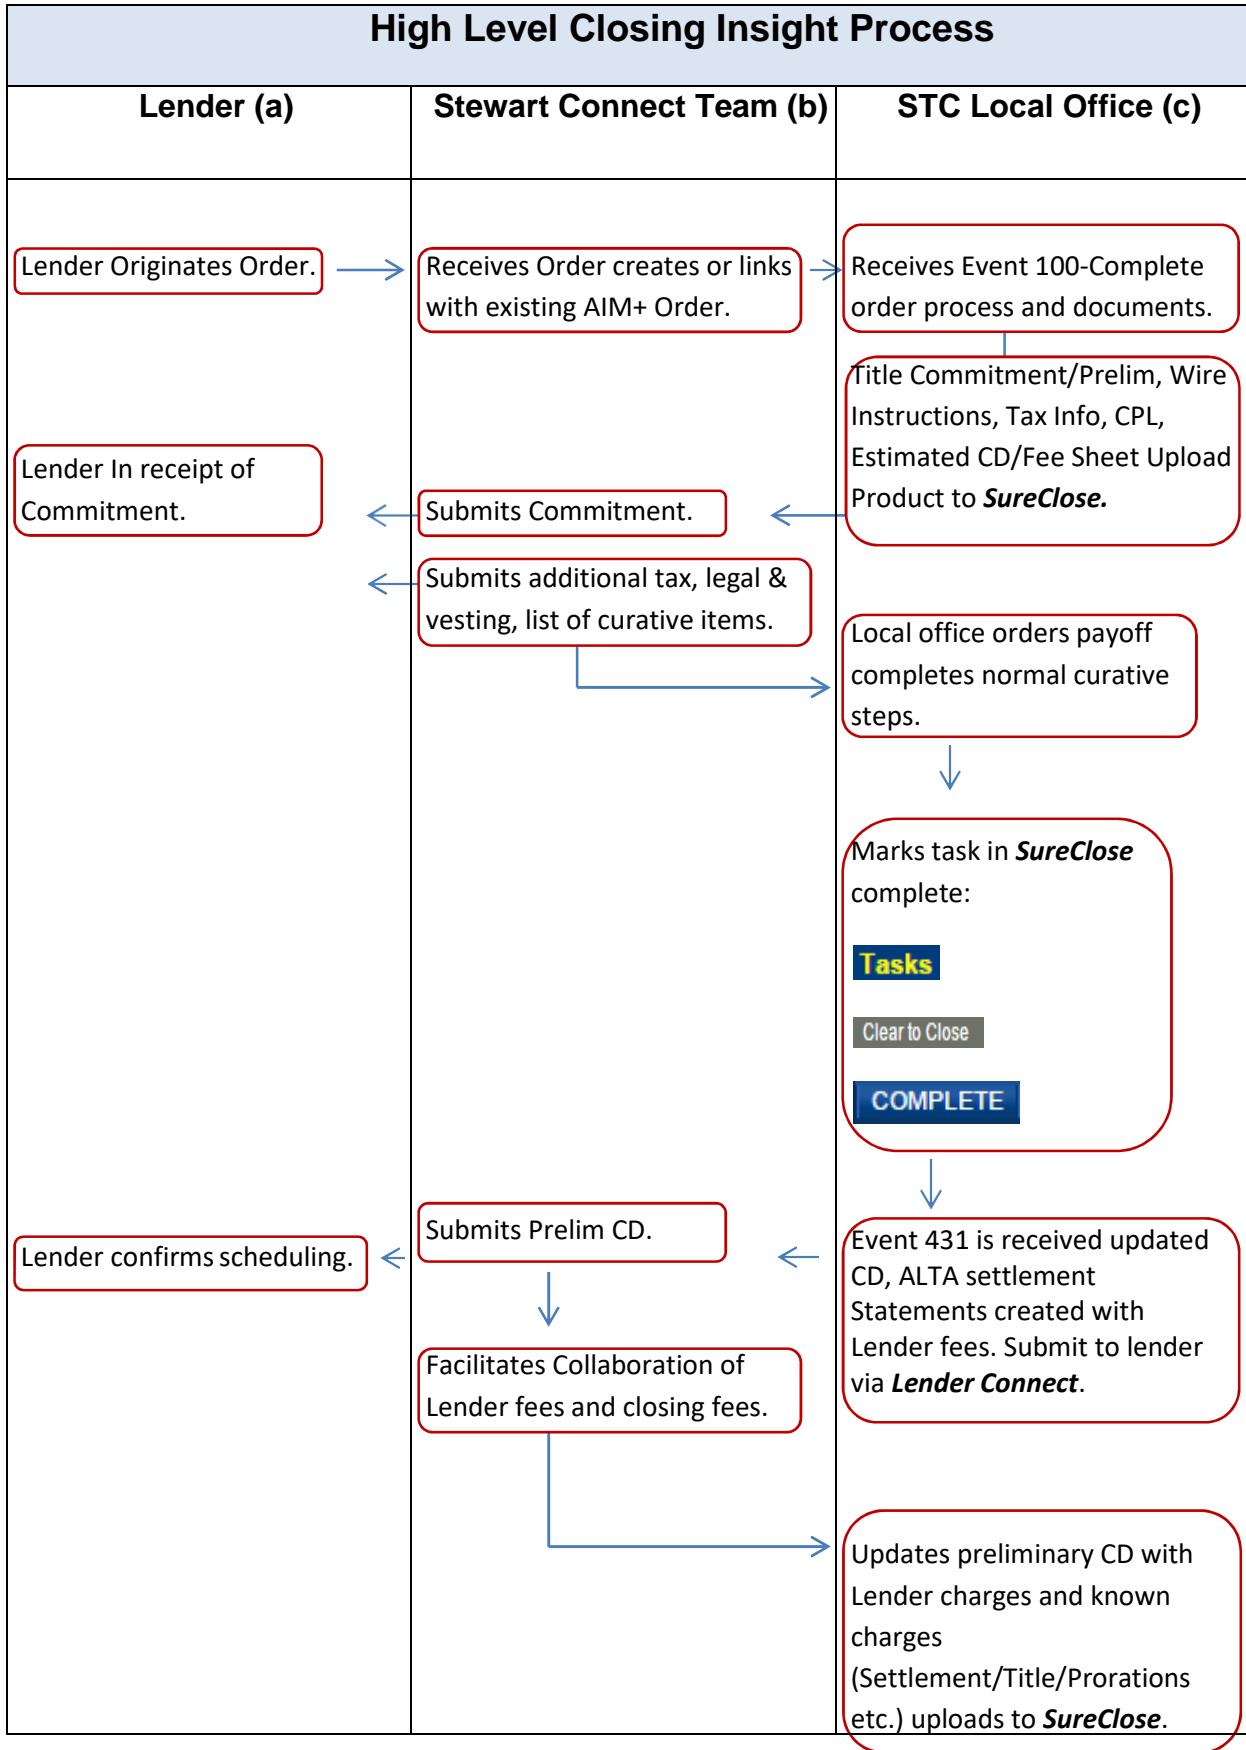 High Level Closing Insight Process
Lender (a)
Stewart Connect Team (b)
STC Local Office (c)
Lender Originates Order.
Receives Order creates or links
with existing AIM+ Order.
Receives Event 100-Complete
order process and documents.
Title Commitment/Prelim, Wire
Instructions, Tax Info, CPL,
Estimated CD/Fee Sheet Upload
Product to SureClose.
Lender In receipt of
Commitment.
Submits Commitment.
Submits additional tax, legal &
vesting, list of curative items.
Local office orders payoff
completes normal curative
steps.
Marks task in SureClose
complete:
Tasks
Clear to Close
COMPLETE
Submits Prelim CD.
Lender confirms scheduling.
Event 431 is received updated
CD, ALTA settlement
Statements created with
Lender fees. Submit to lender
via Lender Connect.
Facilitates Collaboration of
Lender fees and closing fees.
Updates preliminary CD with
Lender charges and known
charges
(Settlement/Title/Prorations
etc.) uploads to SureClose.